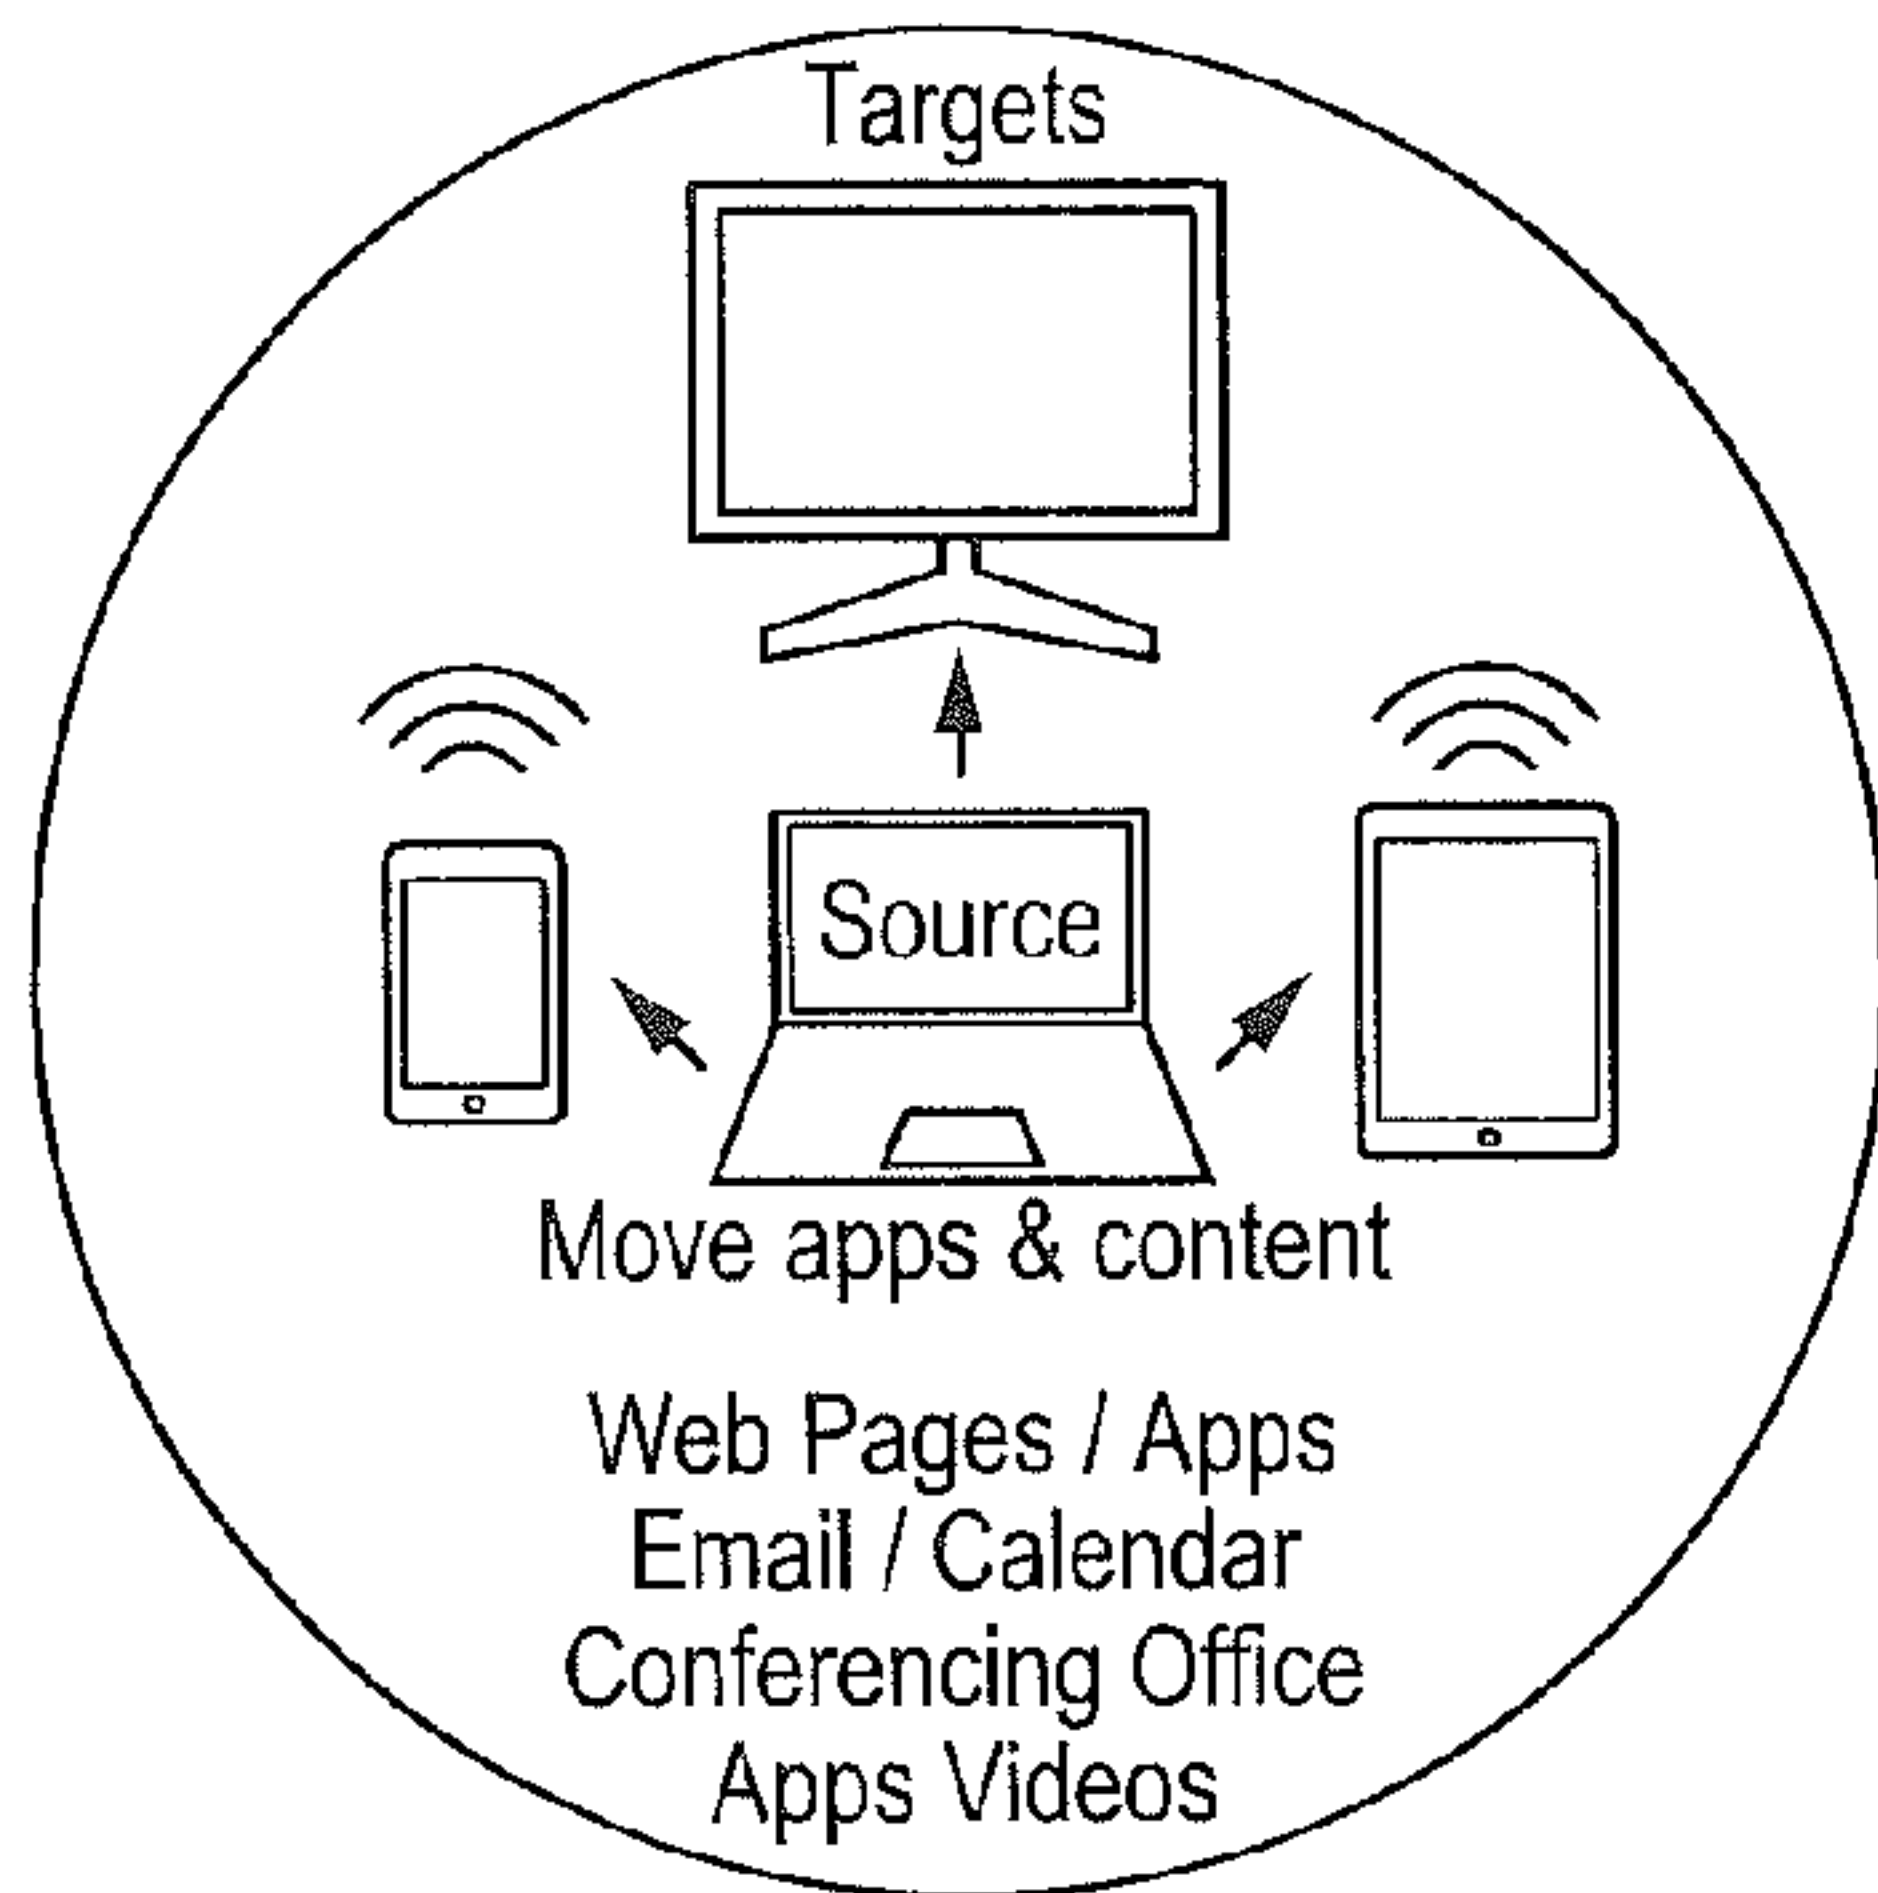 Targets
Source
Move apps & content
Web Pages / Apps
Email / Calendar
Conferencing Office
Apps Videos